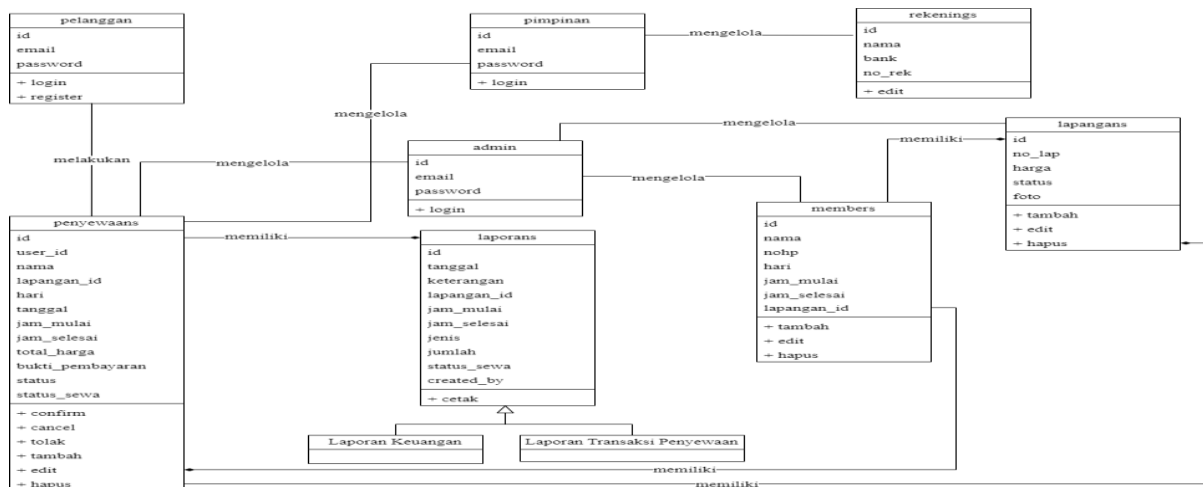 pelanggan
id
email
password
+ login
+ register
pimpinan
id
email
password
+ login
mengelola
rekenings
id
nama
bank
no_rek
+ edit
mengelola
mengelola
lapangans
id
no_lap
harga
status
foto
+ tambah
+ edit
+ hapus
memiliki
melakukan
mengelola
admin
id
email
password
+ login
mengelola
members
id
nama
nohp
hari
jam_mulai
jam_selesai
lapangan_id
+ tambah
+ edit
+ hapus
penyewaans
id
user_id
nama
lapangan_id
hari
tanggal
jam_mulai
jam_selesai
total_harga
bukti_pembayaran
status
status_sewa
+ confirm
+ cancel
+ tolak
+ tambah
+ edit
+ hapus
memiliki
laporans
id
tanggal
keterangan
lapangan_id
jam_mulai
jam_selesai
jenis
jumlah
status_sewa
created_by
+ cetak
Laporan Keuangan
Laporan Transaksi Penyewaan
memiliki
memiliki